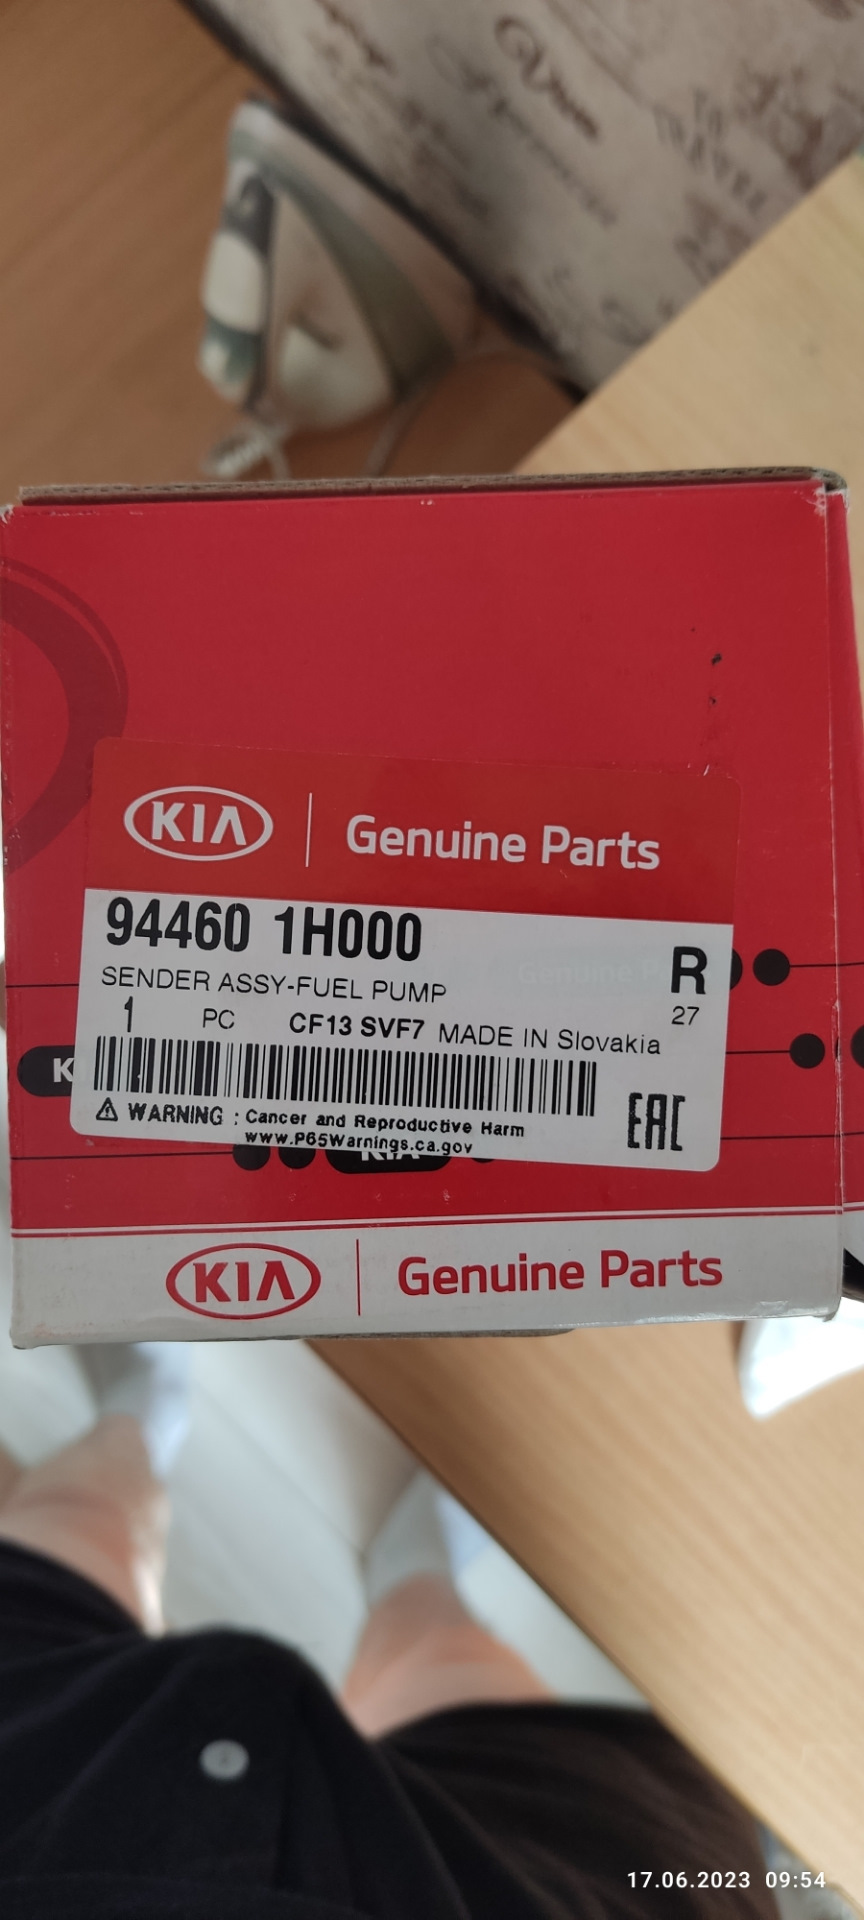 KIA Genuine Parts
94460 1H000
R
SENDER ASSY-FUEL PUMP
27
1 PC CF13 SVF7 MADE IN Slovakia
K
⚠ WARNING : Cancer and Reproductive Harm
www.P65Warnings.ca.gov
EAC
KIA
KIA Genuine Parts
17.06.2023 09:54